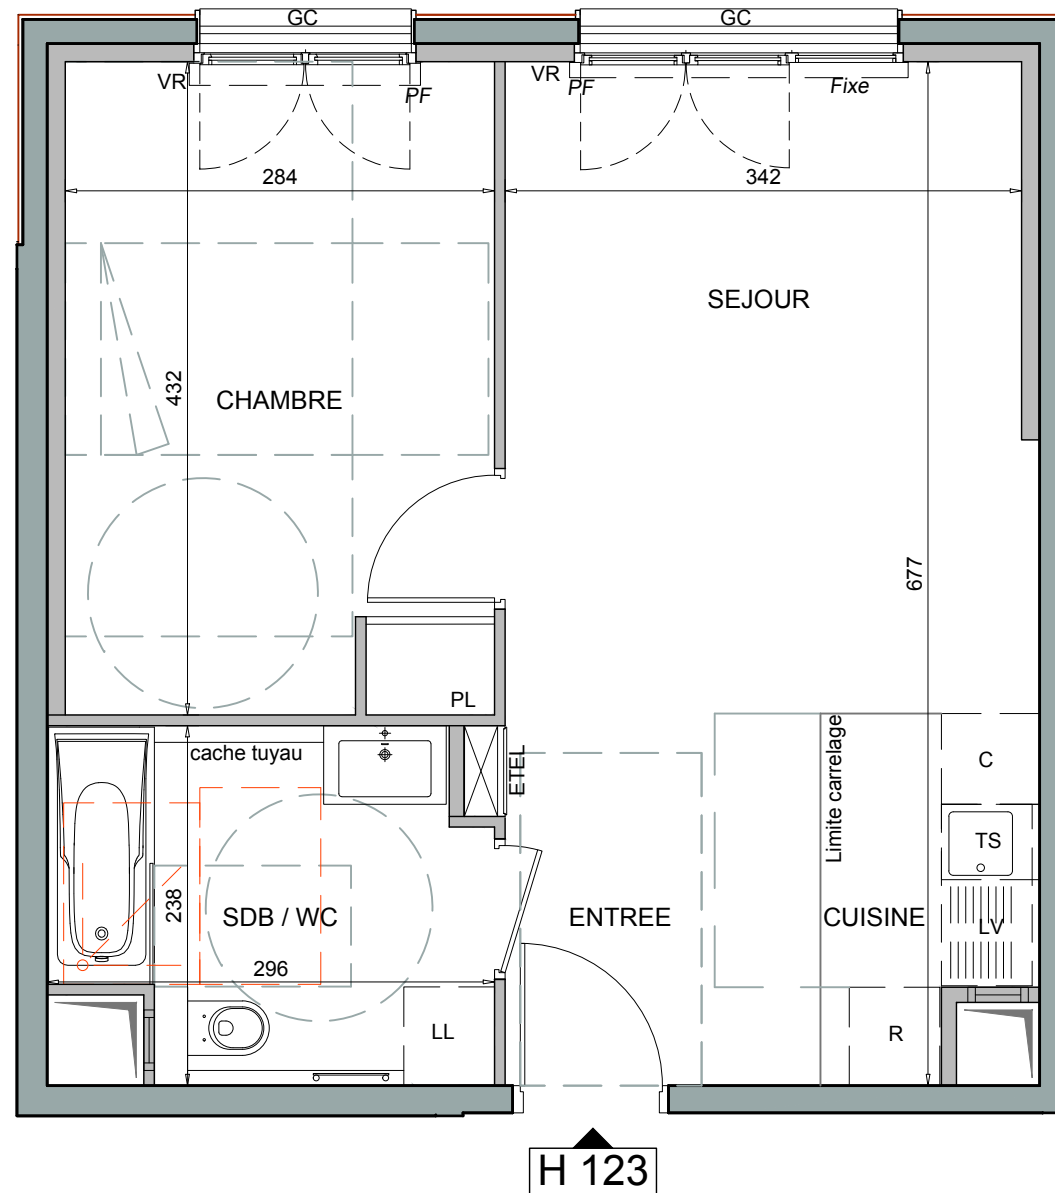 GC
GC
VR
PF
VR
PF
Fixe
284
342
SEJOUR
432
CHAMBRE
677
PL
cache tuyau
ETEL
Limite carrelage
C
TS
238
SDB / WC
ENTREE
CUISINE
LV
296
LL
R
H 123